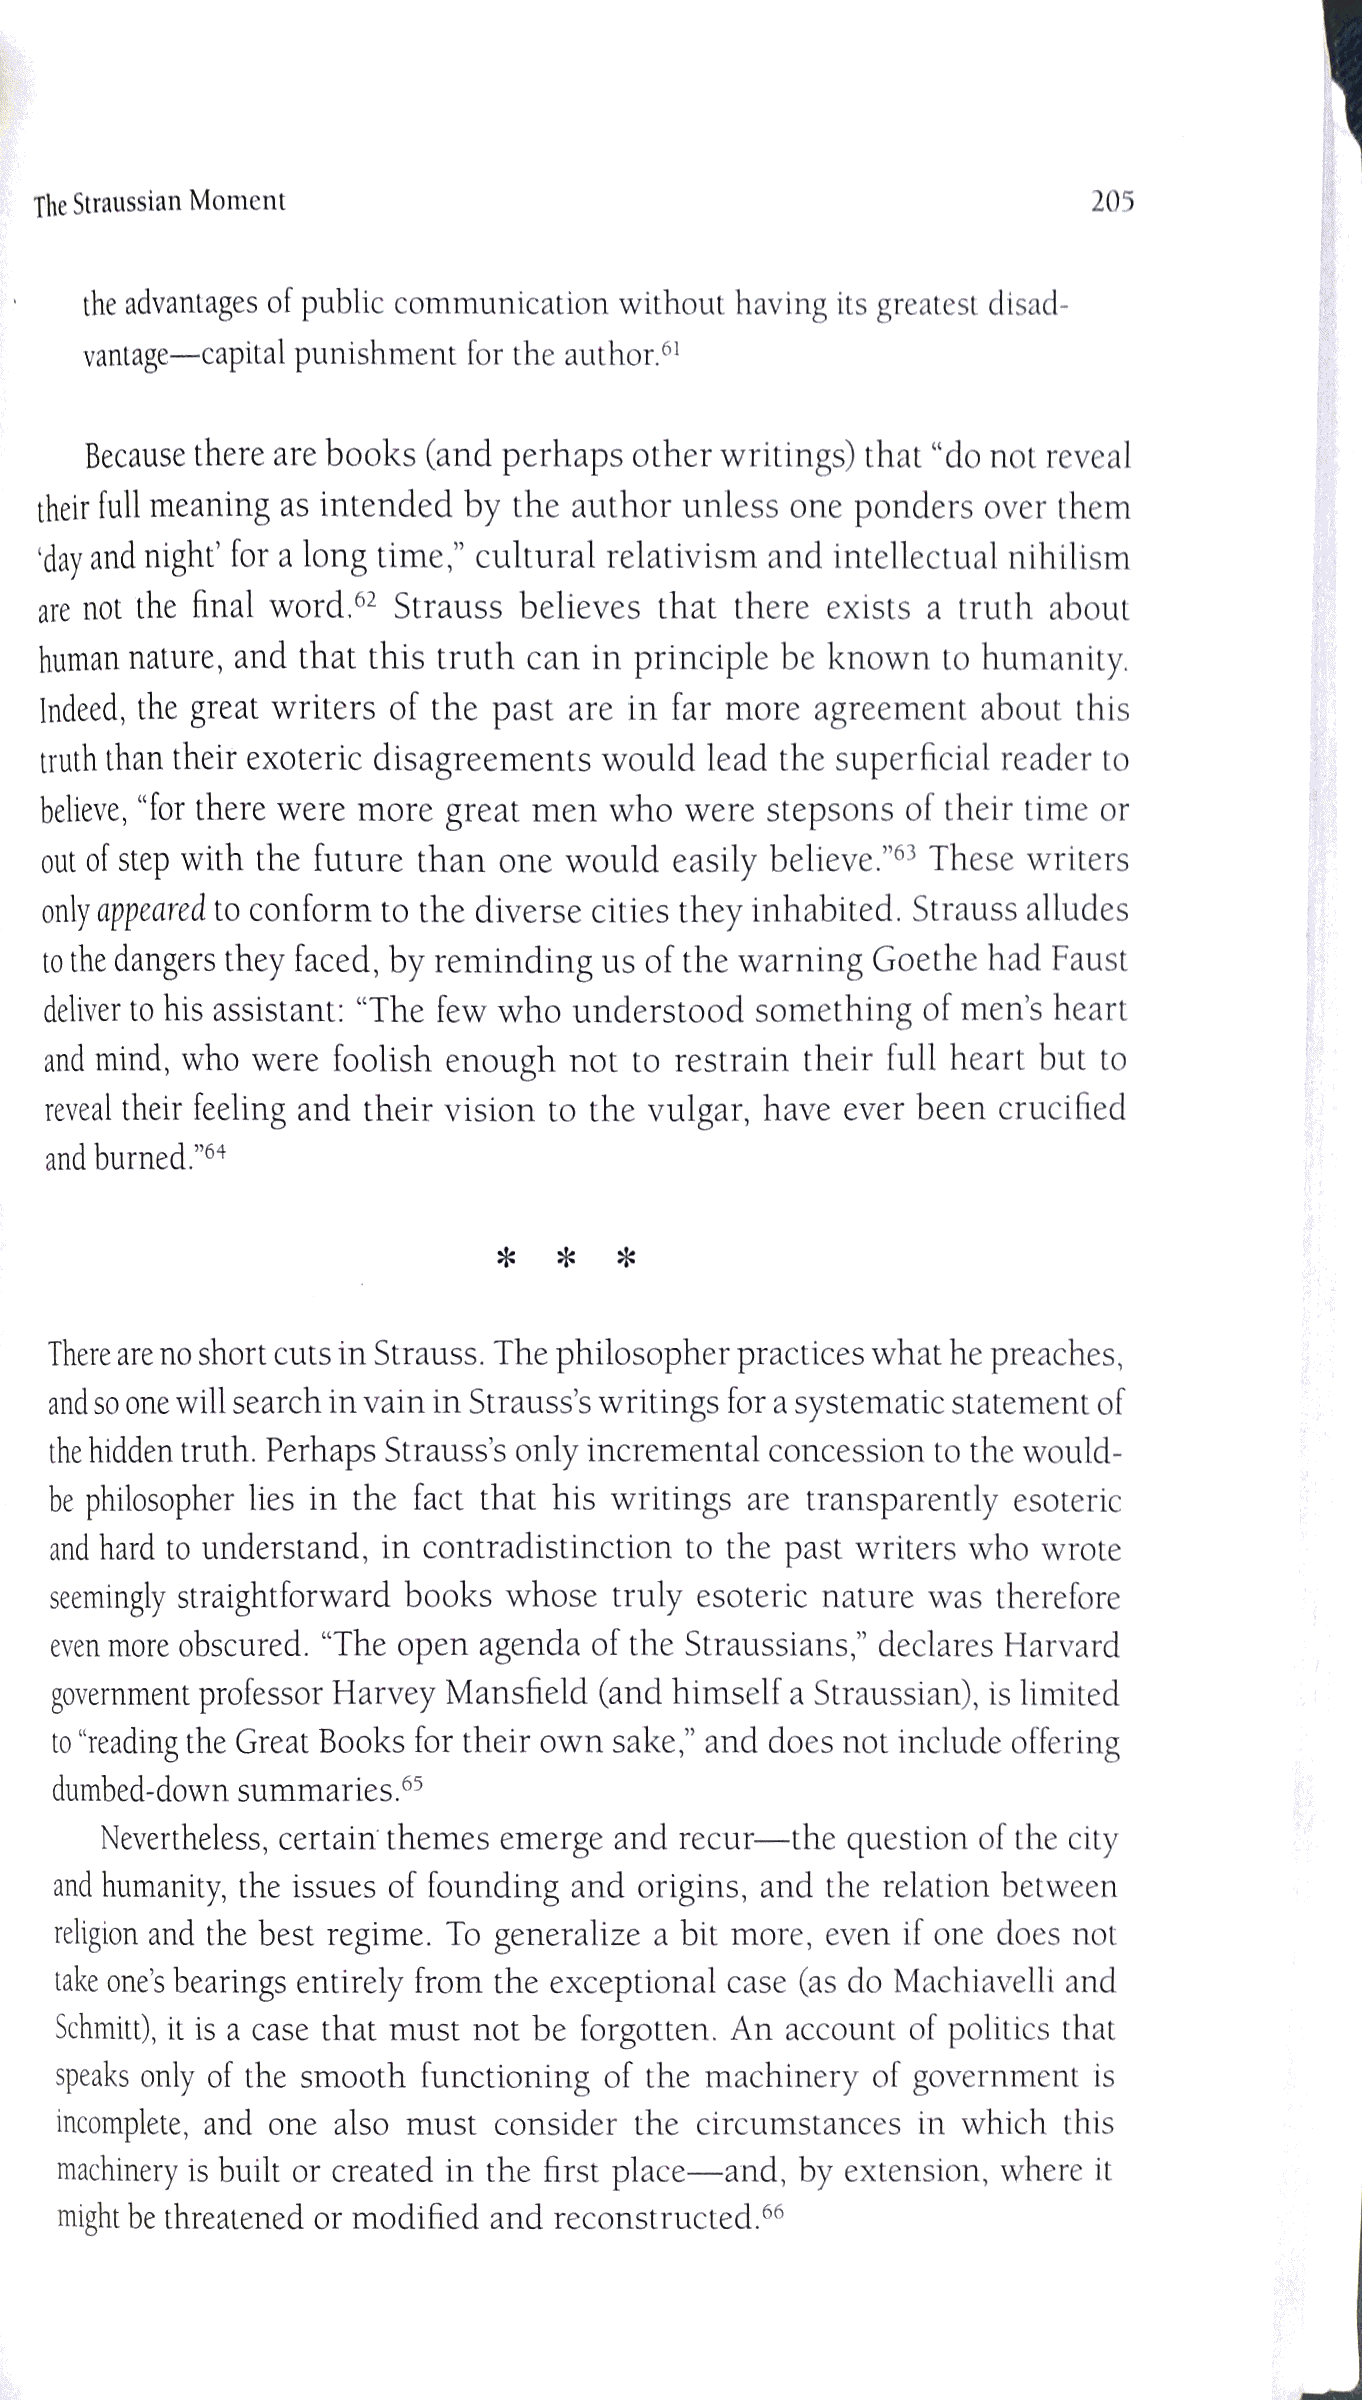 The Straussian Moment 205
the advantages of public communication without having its greatest disad-
vantage—capital punishment for the author.61
Because there are books (and perhaps other writings) that “do not reveal
their full meaning as intended by the author unless one ponders over them
‘day and night’ for a long time,” cultural relativism and intellectual nihilism
are not the final word.62 Strauss believes that there exists a truth about
human nature, and that this truth can in principle be known to humanity.
Indeed, the great writers of the past are in far more agreement about this
truth than their exoteric disagreements would lead the superficial reader to
believe, “for there were more great men who were stepsons of their time or
out of step with the future than one would easily believe.”63 These writers
only appeared to conform to the diverse cities they inhabited. Strauss alludes
to the dangers they faced, by reminding us of the warning Goethe had Faust
deliver to his assistant: “The few who understood something of men’s heart
and mind, who were foolish enough not to restrain their full heart but to
reveal their feeling and their vision to the vulgar, have ever been crucified
and burned.”64
* * *
There are no short cuts in Strauss. The philosopher practices what he preaches,
and so one will search in vain in Strauss’s writings for a systematic statement of
the hidden truth. Perhaps Strauss’s only incremental concession to the would-
be philosopher lies in the fact that his writings are transparently esoteric
and hard to understand, in contradistinction to the past writers who wrote
seemingly straightforward books whose truly esoteric nature was therefore
even more obscured. “The open agenda of the Straussians,” declares Harvard
government professor Harvey Mansfield (and himself a Straussian), is limited
to “reading the Great Books for their own sake,” and does not include offering
dumbed-down summaries.65
Nevertheless, certain themes emerge and recur—the question of the city
and humanity, the issues of founding and origins, and the relation between
religion and the best regime. To generalize a bit more, even if one does not
take one’s bearings entirely from the exceptional case (as do Machiavelli and
Schmitt), it is a case that must not be forgotten. An account of politics that
speaks only of the smooth functioning of the machinery of government is
incomplete, and one also must consider the circumstances in which this
machinery is built or created in the first place—and, by extension, where it
might be threatened or modified and reconstructed.66